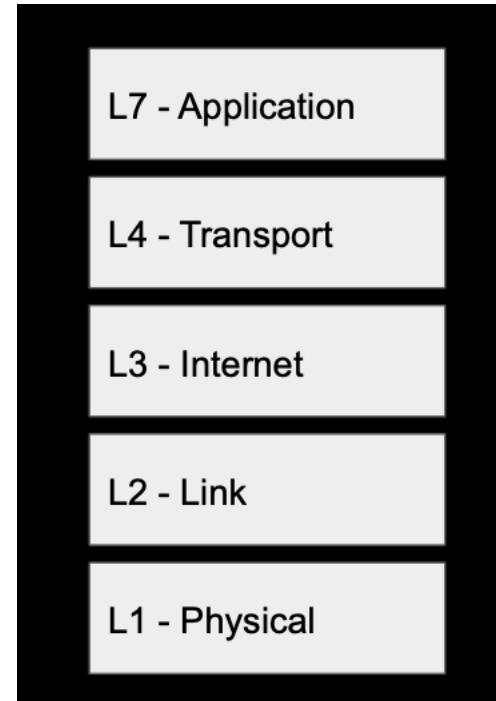 L7 - Application
L4 - Transport
L3 - Internet
L2 - Link
L1 - Physical